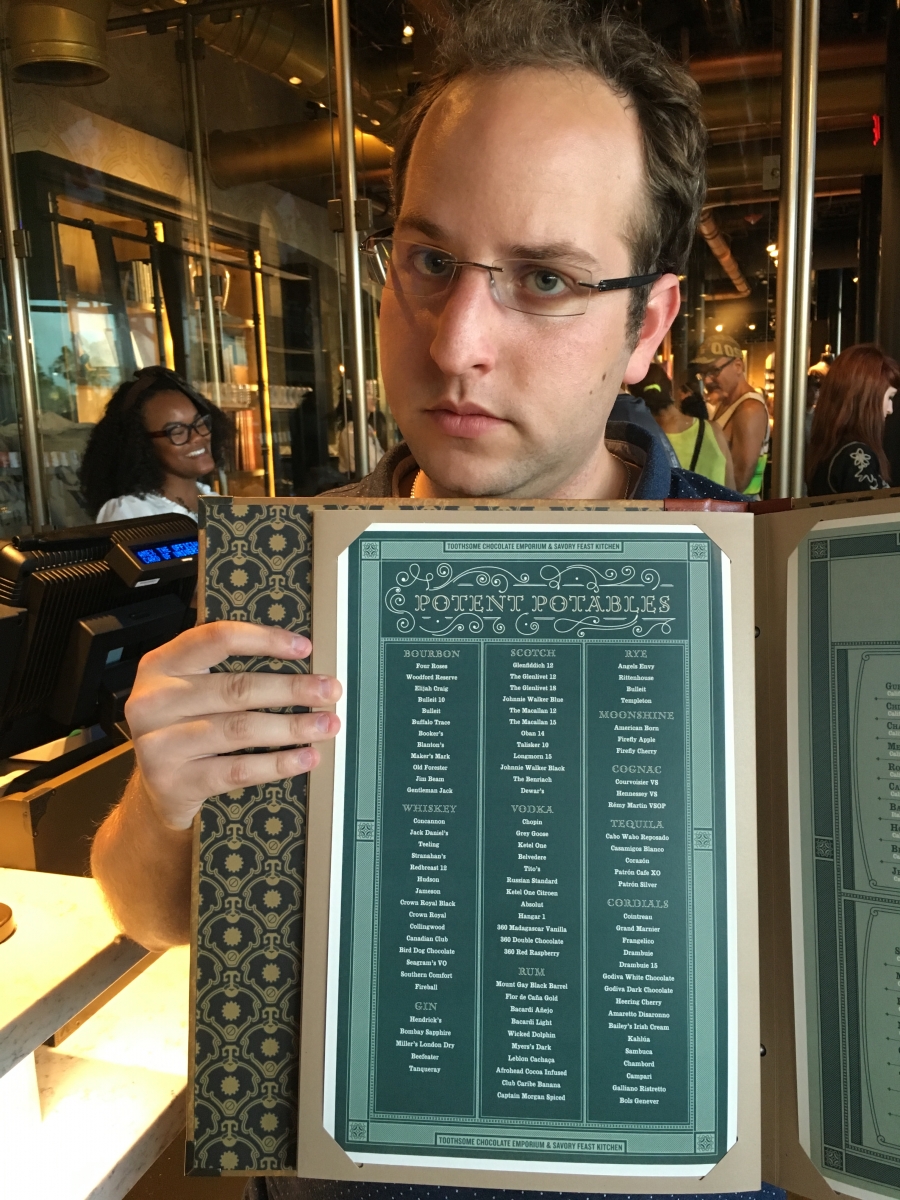 TOOTHSOME CHOCOLATE EMPORIUM & SAVORY FEAST KITCHEN
POTENT POTABLES
BOURBON
Four Roses
Woodford Reserve
Elijah Craig
Bulleit 10
Bulleit
Buffalo Trace
Booker's
Blanton's
Maker's Mark
Old Forester
Jim Beam
Gentleman Jack
WHISKEY
Concannon
Jack Daniel's
Teeling
Stranahan's
Redbreast 12
Hudson
Jameson
Crown Royal Black
Crown Royal
Collingwood
Canadian Club
Bird Dog Chocolate
Seagram's VO
Southern Comfort
Fireball
GIN
Hendrick's
Bombay Sapphire
Miller's London Dry
Beefeater
Tanqueray
SCOTCH
Glenfiddich 12
The Glenlivet 12
The Glenlivet 18
Johnnie Walker Blue
The Macallan 12
The Macallan 15
Oban 14
Talisker 10
Longmorn 15
Johnnie Walker Black
The Benriach
Dewar's
VODKA
Chopin
Grey Goose
Ketel One
Belvedere
Tito's
Russian Standard
Ketel One Citroen
Absolut
Hangar 1
360 Madagascar Vanilla
360 Double Chocolate
360 Red Raspberry
RUM
Mount Gay Black Barrel
Flor de Caña Gold
Bacardi Añejo
Bacardi Light
Wicked Dolphin
Myers's Dark
Leblon Cachaça
Afrohead Cocoa Infused
Club Caribe Banana
Captain Morgan Spiced
RYE
Angels Envy
Rittenhouse
Bulleit
Templeton
MOONSHINE
American Born
Firefly Apple
Firefly Cherry
COGNAC
Courvoisier VS
Hennessy VS
Rémy Martin VSOP
TEQUILA
Cabo Wabo Reposado
Casamigos Blanco
Corazón
Patrón Cafe XO
Patrón Silver
CORDIALS
Cointreau
Grand Marnier
Frangelico
Drambuie
Drambuie 15
Godiva White Chocolate
Godiva Dark Chocolate
Heering Cherry
Amaretto Disaronno
Bailey's Irish Cream
Kahlúa
Sambuca
Chambord
Campari
Galliano Ristretto
Bols Genever
TOOTHSOME CHOCOLATE EMPORIUM & SAVORY FEAST KITCHEN